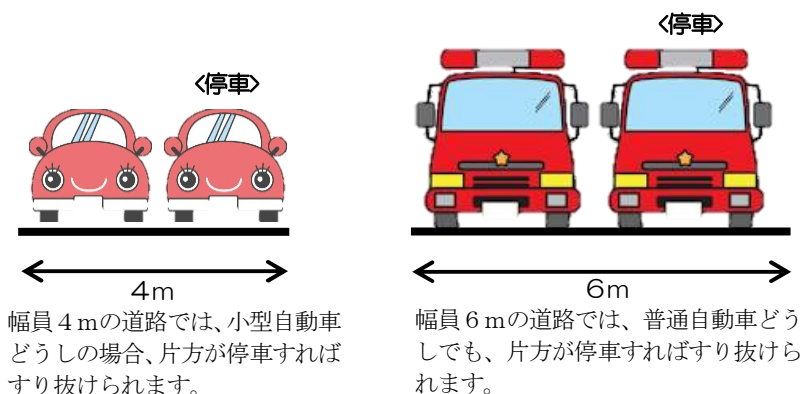 <停車>
4m
幅員4mの道路では、小型自動車
どうしの場合、片方が停車すれば
すり抜けられます。
<停車>
6m
幅員6mの道路では、普通自動車どう
しでも、片方が停車すればすり抜けら
れます。